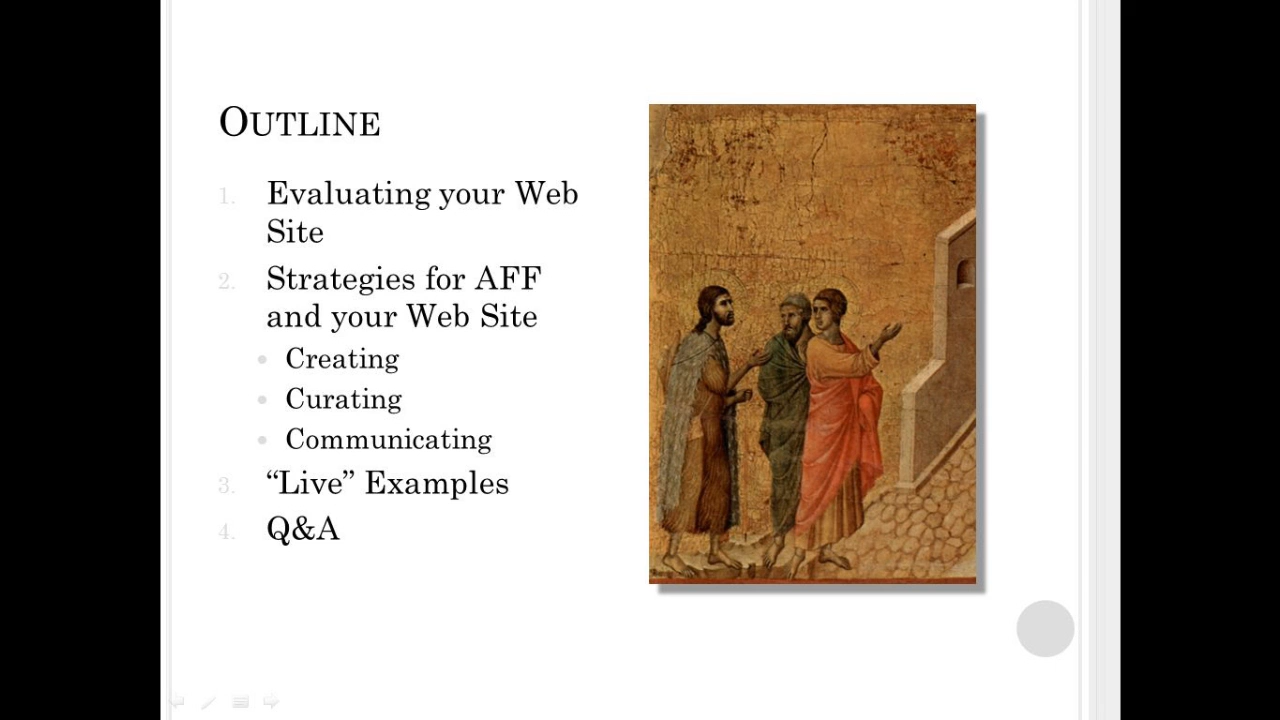 OUTLINE
1. Evaluating your Web
Site
2. Strategies for AFF
and your Web Site
• Creating
• Curating
• Communicating
3. “Live” Examples
4. Q&A